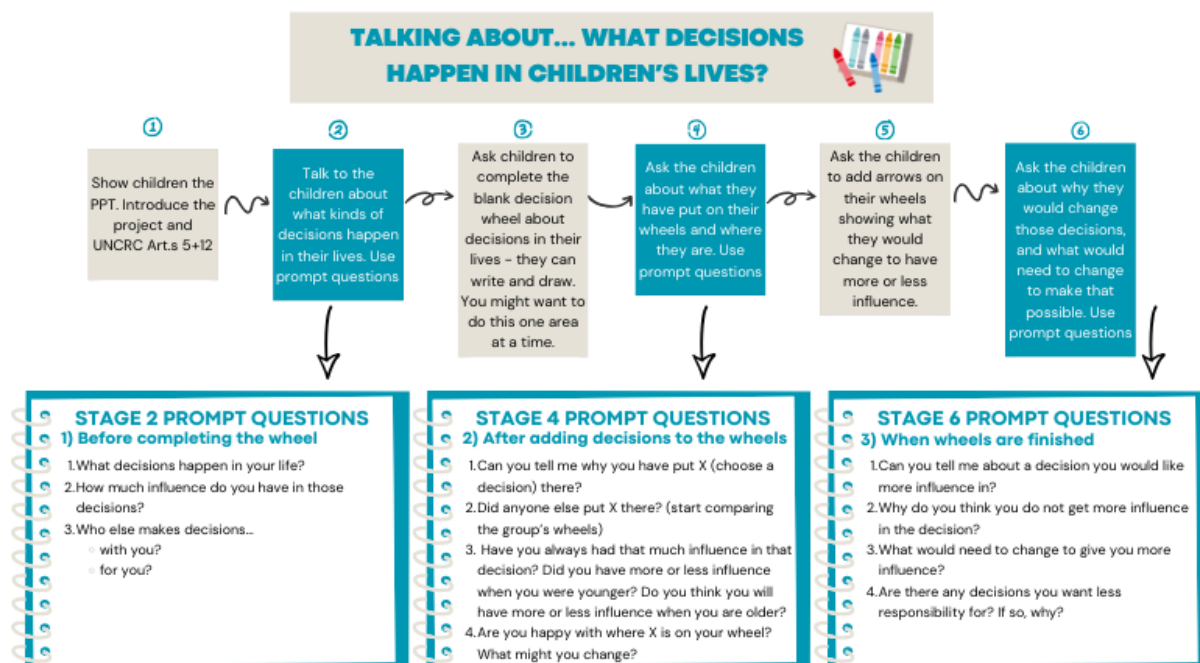 TALKING ABOUT... WHAT DECISIONS
HAPPEN IN CHILDREN'S LIVES?
1
Show children the
PPT. Introduce the
project and
UNCRC Art.s 5+12
2
Talk to the
children about
what kinds of
decisions happen
in their lives. Use
prompt questions
3
Ask children to
complete the
blank decision
wheel about
decisions in their
lives - they can
write and draw.
You might want to
do this one area
at a time.
4
Ask the children
about what they
have put on their
wheels and where
they are. Use
prompt questions
5
Ask the children
to add arrows on
their wheels
showing what
they would
change to have
more or less
influence.
6
Ask the children
about why they
would change
those decisions,
and what would
need to change
to make that
possible. Use
prompt questions
STAGE 2 PROMPT QUESTIONS
1) Before completing the wheel
1.What decisions happen in your life?
2.How much influence do you have in those
decisions?
3.Who else makes decisions...
with you?
for you?
STAGE 4 PROMPT QUESTIONS
2) After adding decisions to the wheels
1.Can you tell me why you have put X (choose a
decision) there?
2.Did anyone else put X there? (start comparing
the group's wheels)
3. Have you always had that much influence in that
decision? Did you have more or less influence
when you were younger? Do you think you will
have more or less influence when you are older?
4.Are you happy with where X is on your wheel?
What might you change?
STAGE 6 PROMPT QUESTIONS
3) When wheels are finished
1.Can you tell me about a decision you would like
more influence in?
2.Why do you think you do not get more influence
in the decision?
3.What would need to change to give you more
influence?
4.Are there any decisions you want less
responsibility for? If so, why?